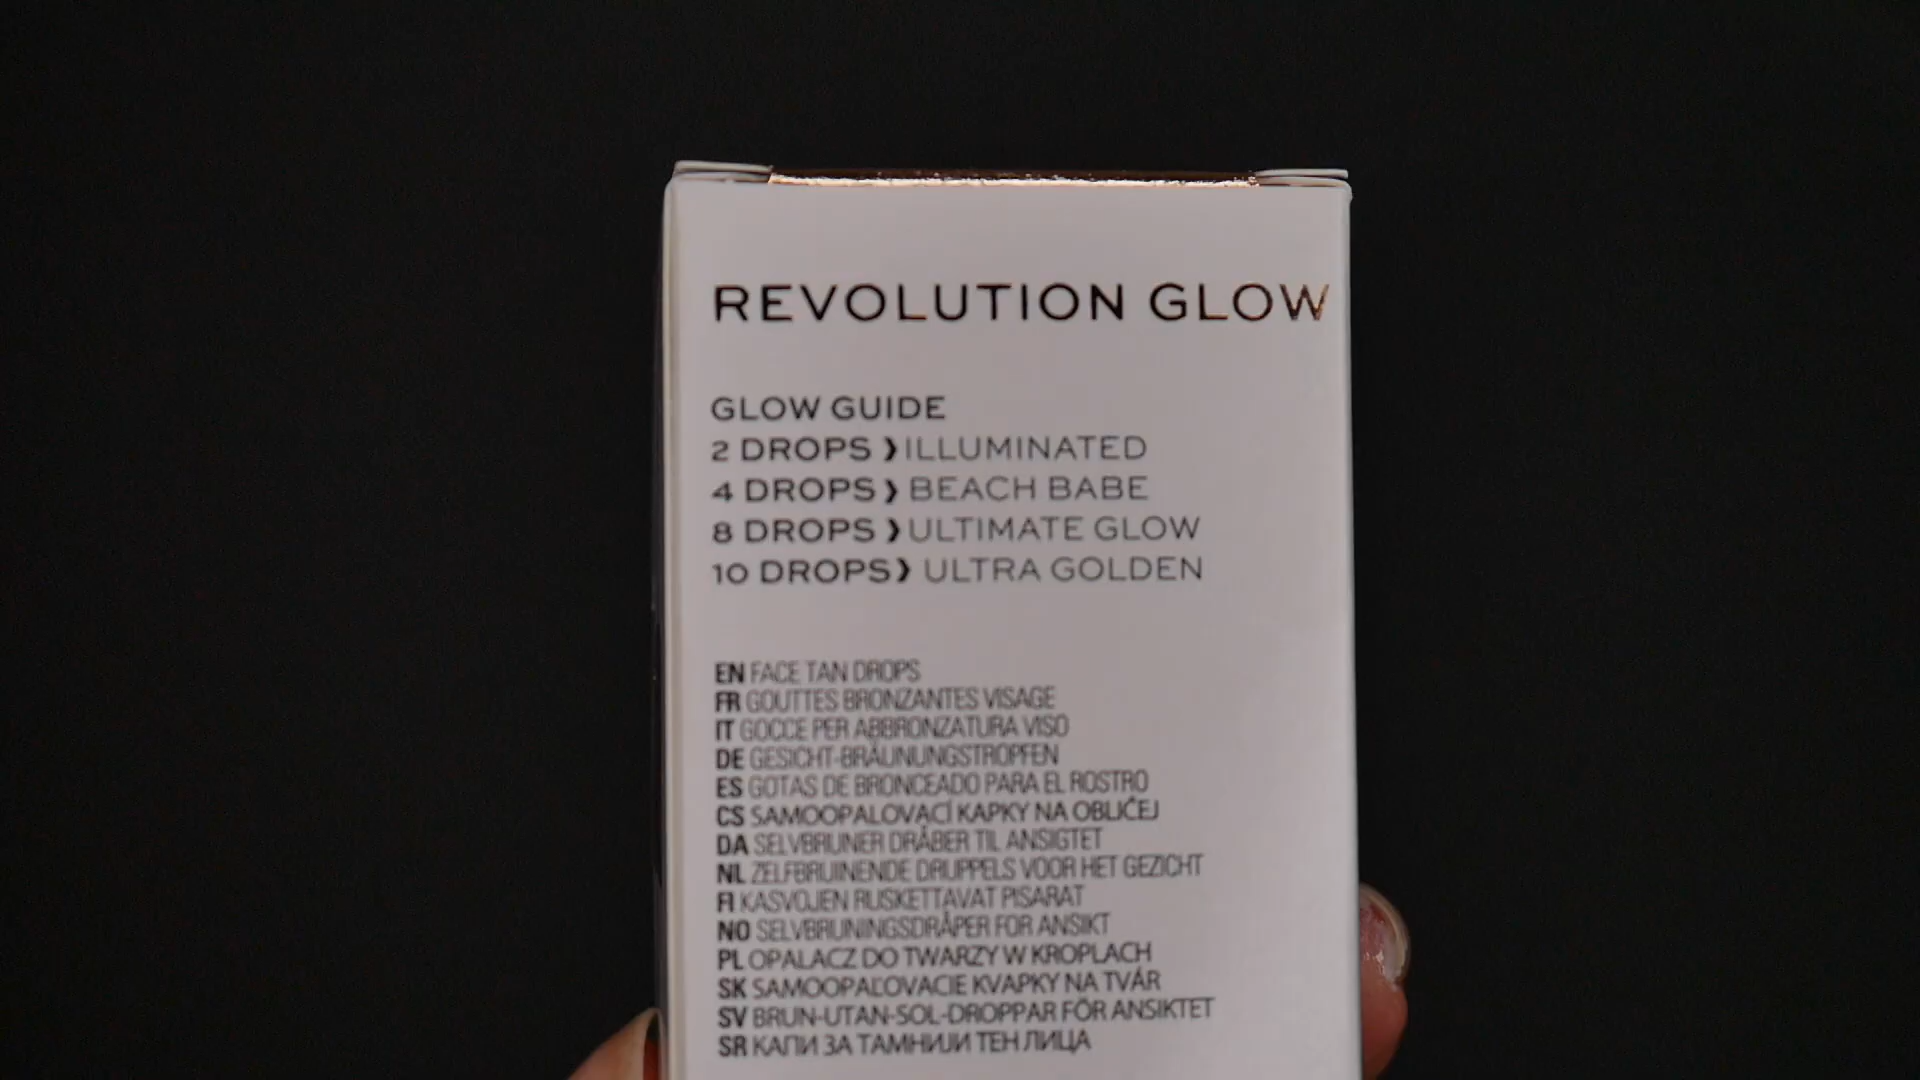 REVOLUTION GLOW
GLOW GUIDE
2 DROPS ❯ ILLUMINATED
4 DROPS ❯ BEACH BABE
8 DROPS ❯ ULTIMATE GLOW
10 DROPS ❯ ULTRA GOLDEN
EN FACE TAN DROPS
FR GOUTTES BRONZANTES VISAGE
IT GOCCE PER ABBRONZATURA VISO
DE GESICHT-BRÄUNUNGSTROPFEN
ES GOTAS DE BRONCEADO PARA EL ROSTRO
CS SAMOOPALOVACÍ KAPKY NA OBLIČEJ
DA SELVBRUNER DRÅBER TIL ANSIGTET
NL ZELFBRUINENDE DRUPPELS VOOR HET GEZICHT
FI KASVOJEN RUSKETTAVAT PISARAT
NO SELVBRUNINGSDRÅPER FOR ANSIKT
PL OPALACZ DO TWARZY W KROPLACH
SK SAMOOPAĽOVACIE KVAPKY NA TVÁR
SV BRUN-UTAN-SOL-DROPPAR FÖR ANSIKTET
SR КАПИ ЗА ТАМНИЈИ ТЕН ЛИЦА